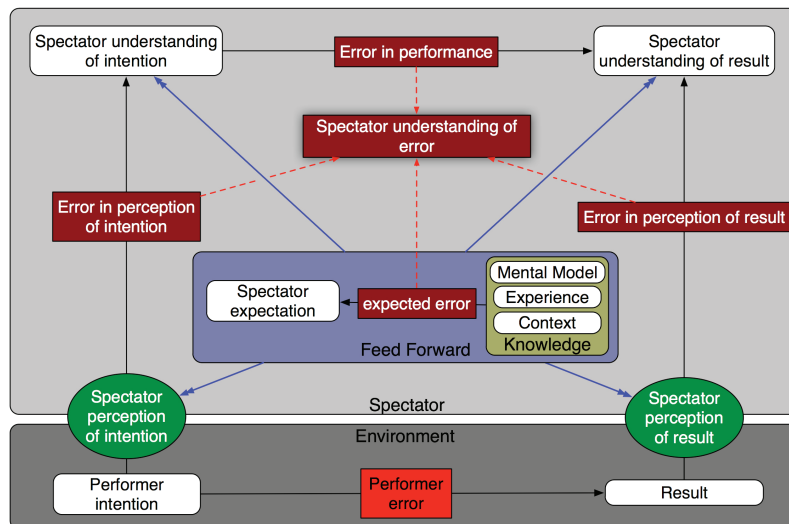 Spectator understanding
of intention
Error in performance
Spectator
understanding of result
Spectator understanding of
error
Error in perception
of intention
Error in perception of result
Spectator
expectation
expected error
Mental Model
Experience
Context
Knowledge
Feed Forward
Spectator
perception
of intention
Spectator
perception
of result
Spectator
Environment
Performer
intention
Performer
error
Result